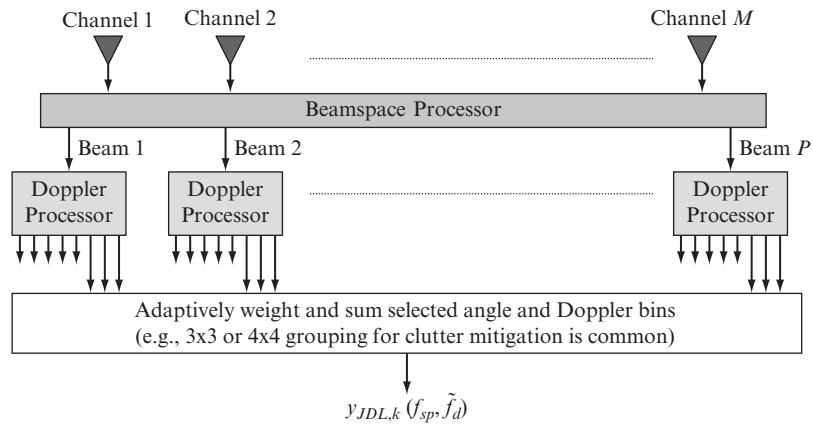 Channel 1
Channel 2
Channel M
Beamspace Processor
Beam 1
Beam 2
Beam P
Doppler
Processor
Doppler
Processor
Doppler
Processor
Adaptively weight and sum selected angle and Doppler bins
(e.g., 3x3 or 4x4 grouping for clutter mitigation is common)
y_{JDL,k} (f_{sp}, \tilde{f}_d)